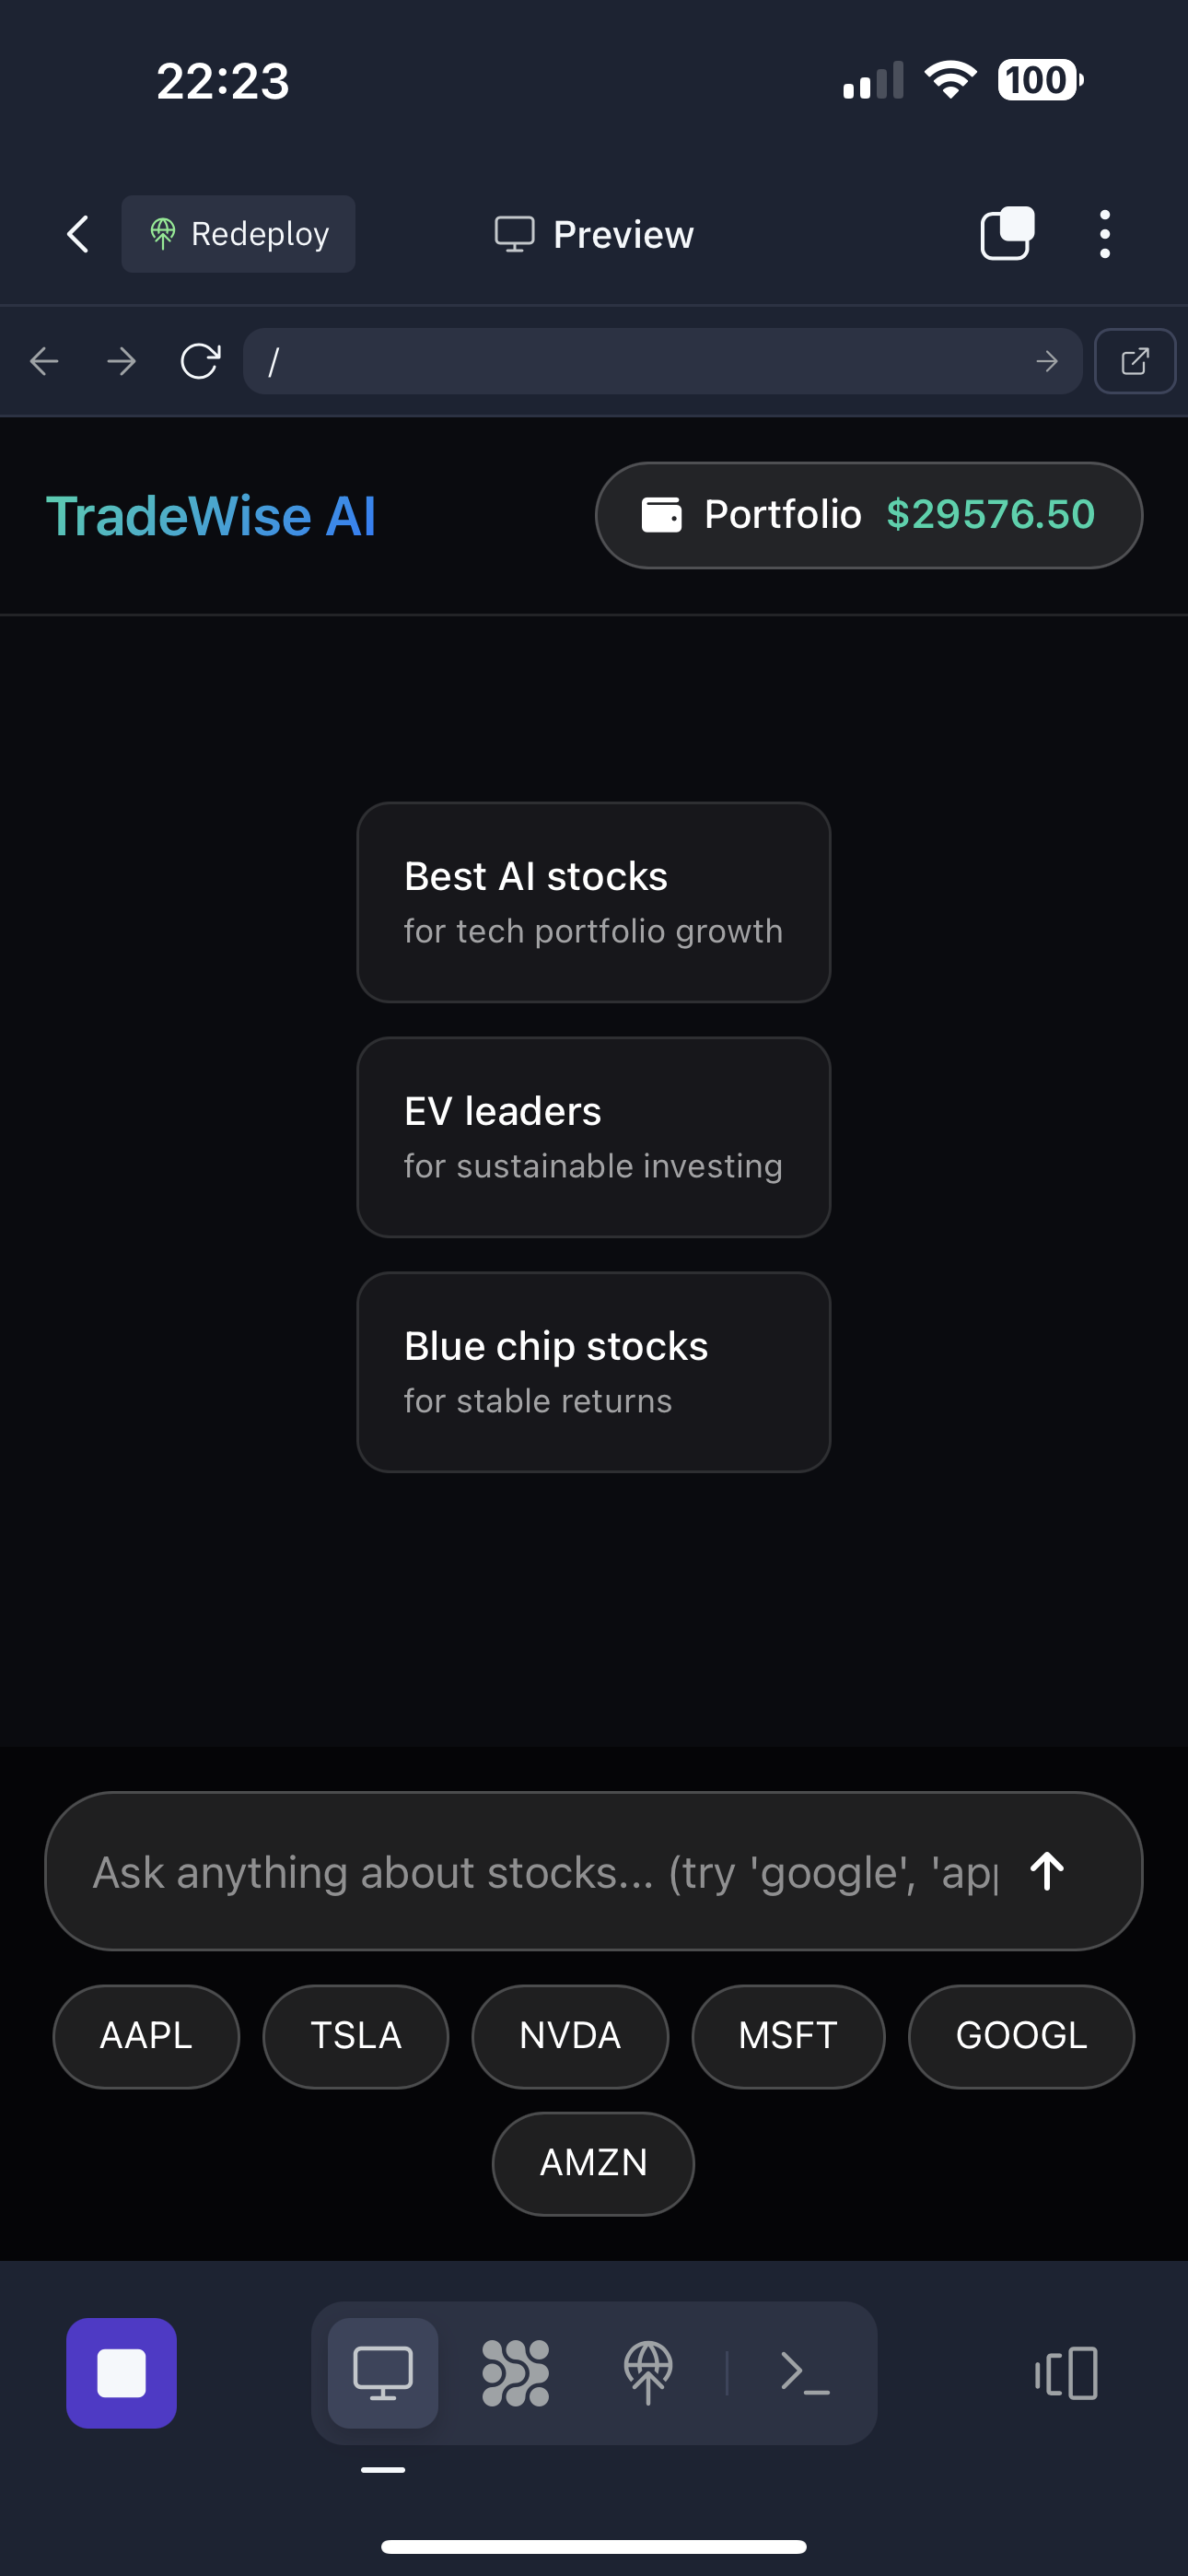 22:23
100
Redeploy
Preview
/
TradeWise AI
Portfolio $29576.50
Best AI stocks
for tech portfolio growth
EV leaders
for sustainable investing
Blue chip stocks
for stable returns
Ask anything about stocks... (try 'google', 'app
AAPL
TSLA
NVDA
MSFT
GOOGL
AMZN